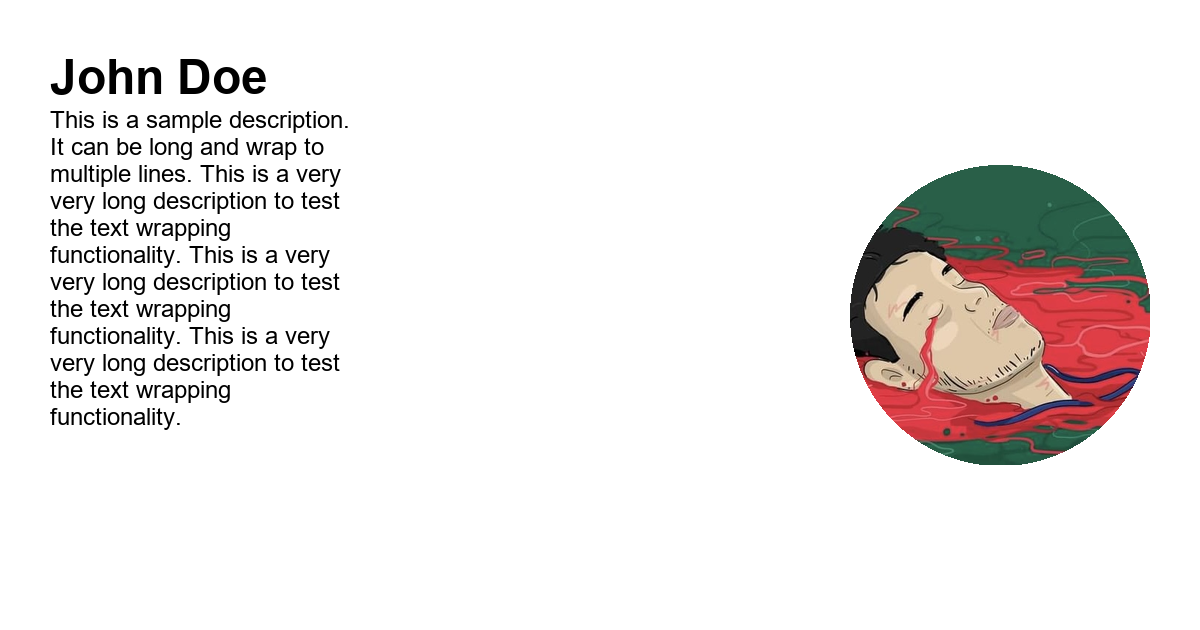 John Doe
This is a sample description.
It can be long and wrap to
multiple lines. This is a very
very long description to test
the text wrapping
functionality. This is a very
very long description to test
the text wrapping
functionality. This is a very
very long description to test
the text wrapping
functionality.